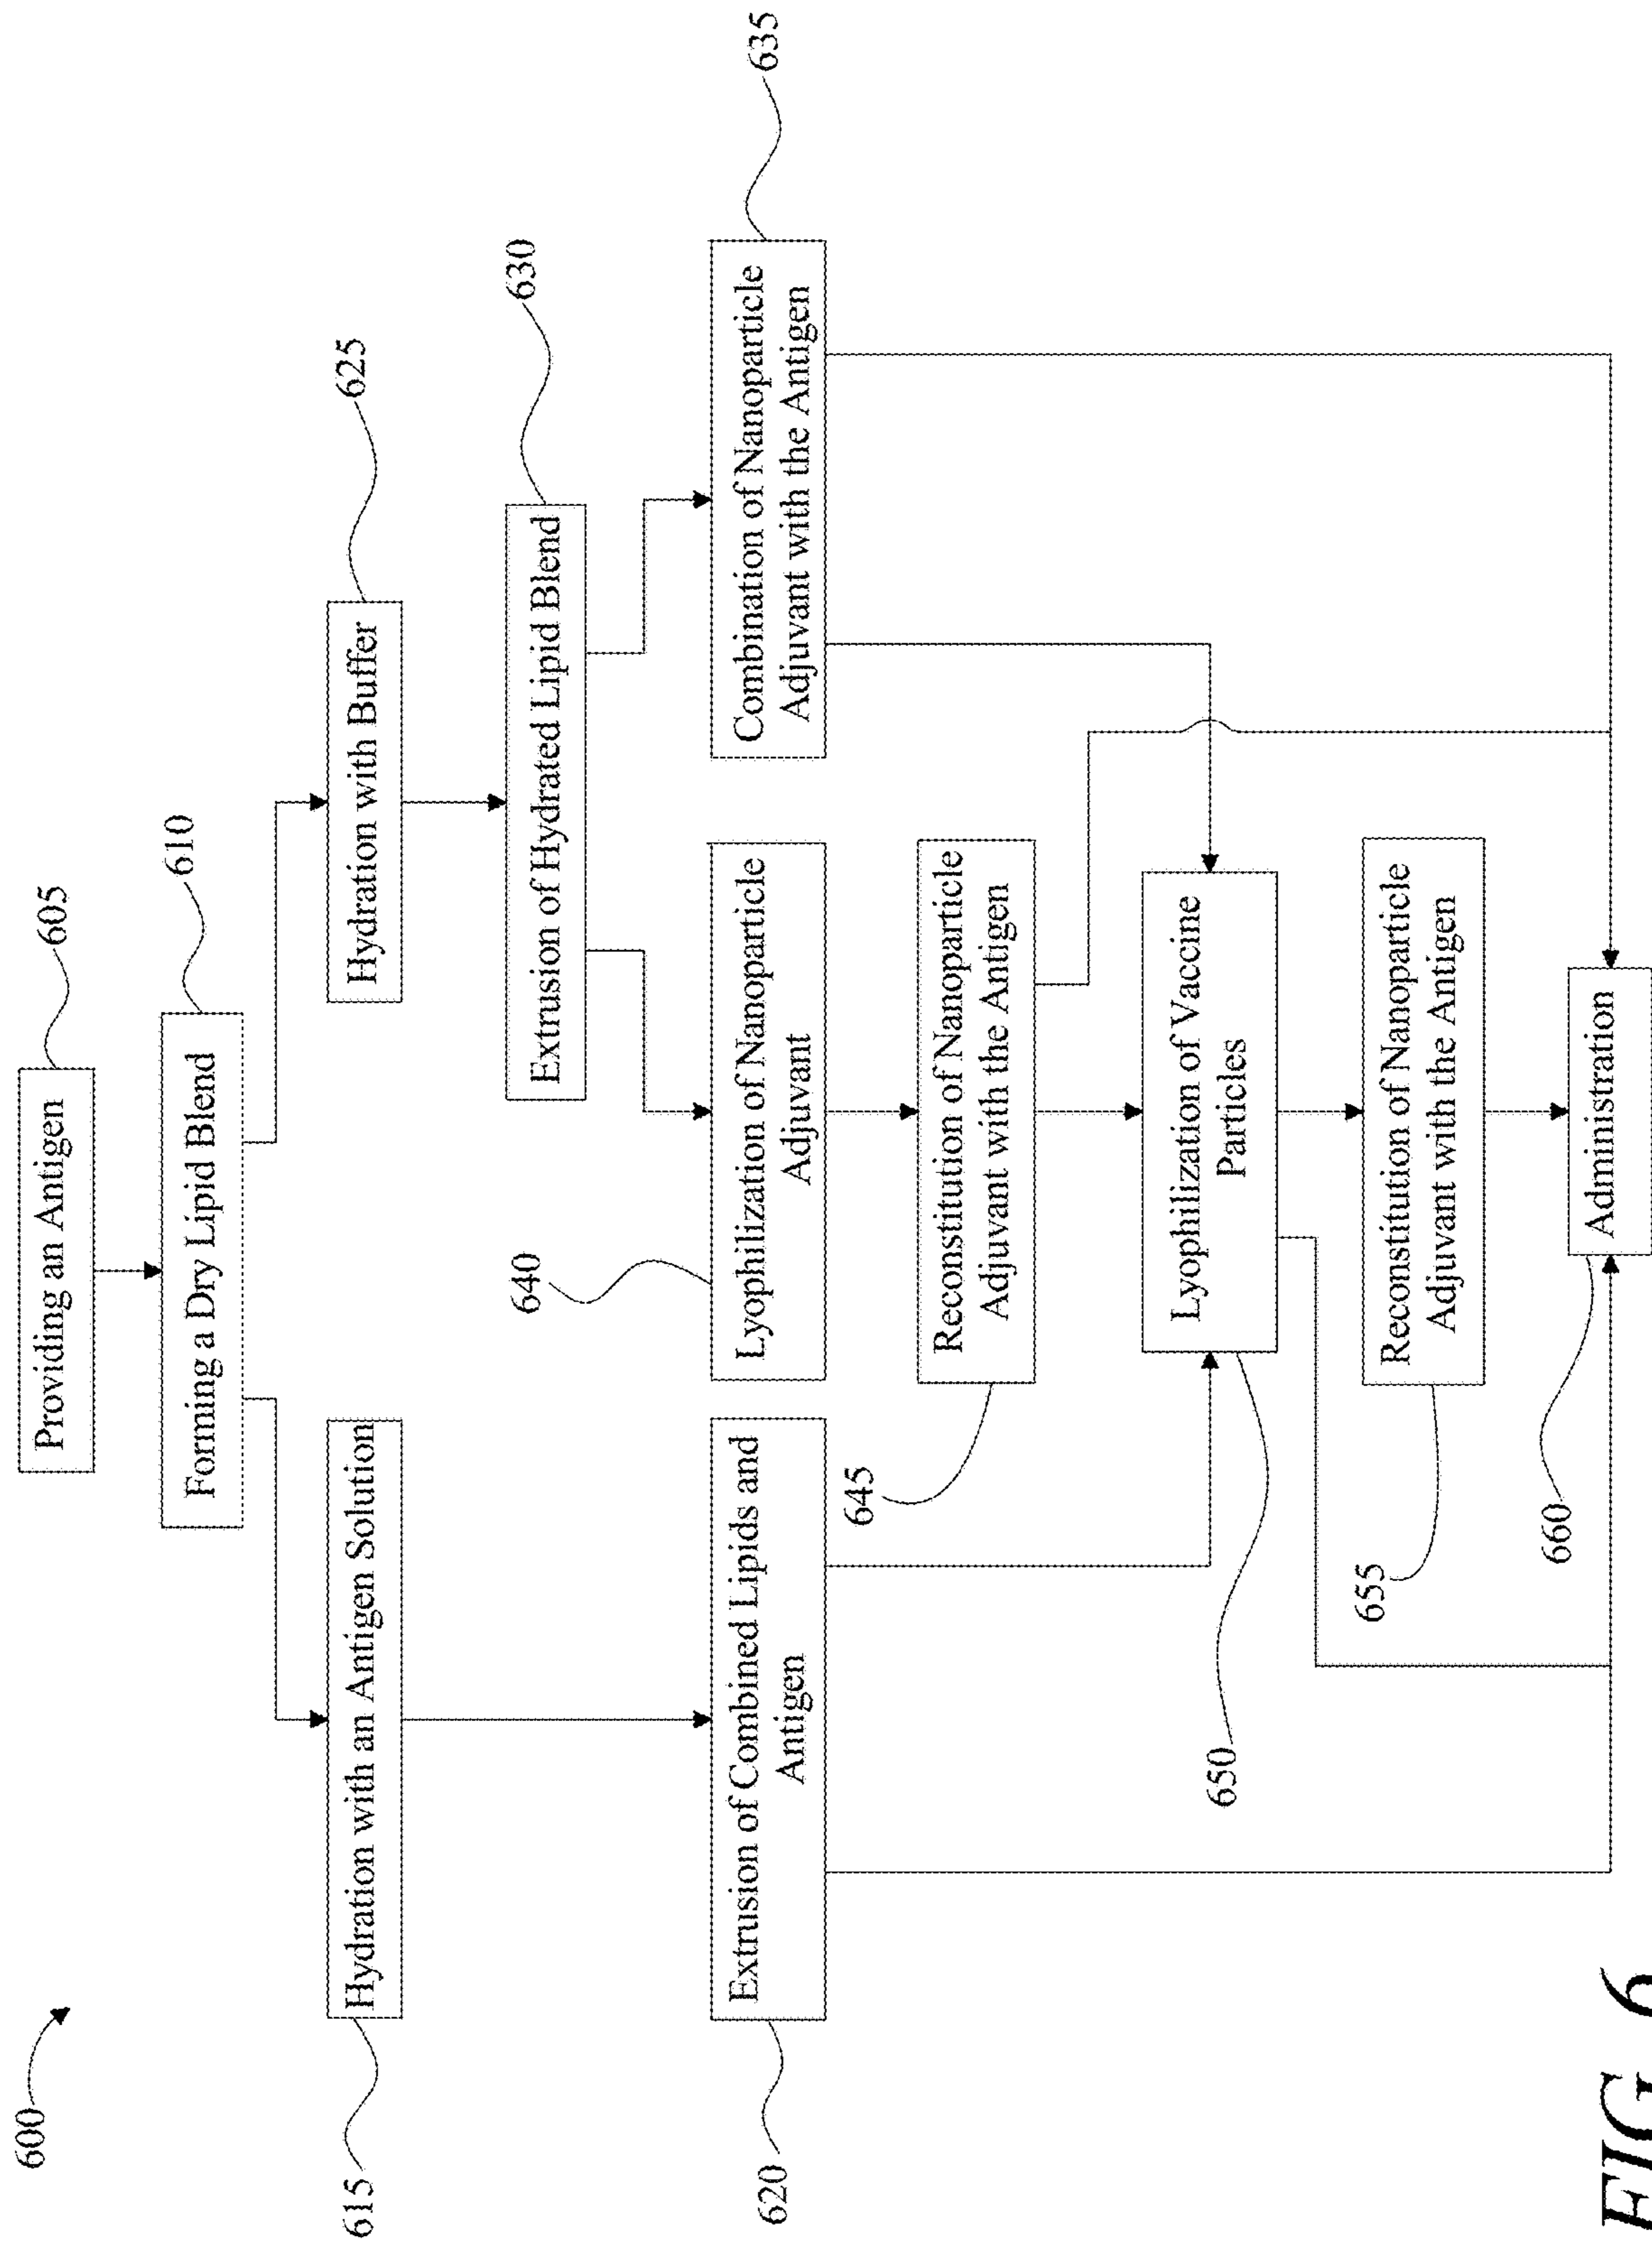 600
Providing an Antigen
605
Forming a Dry Lipid Blend
610
Hydration with an Antigen Solution
615
Hydration with Buffer
625
Extrusion of Hydrated Lipid Blend
630
Extrusion of Combined Lipids and
Antigen
620
640
Lyophilization of Nanoparticle
Adjuvant
Combination of Nanoparticle
Adjuvant with the Antigen
635
645
Reconstitution of Nanoparticle
Adjuvant with the Antigen
650
Lyophilization of Vaccine
Particles
655
Reconstitution of Nanoparticle
Adjuvant with the Antigen
660
Administration
FIG. 6